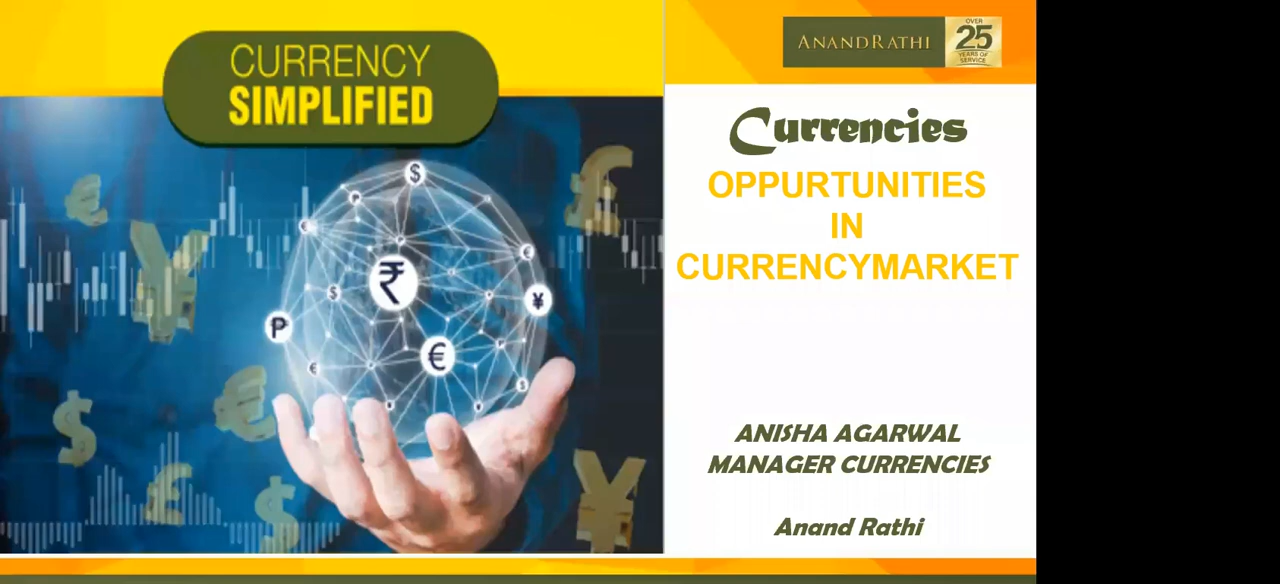 CURRENCY
SIMPLIFIED
ANANDRATHI
OVER
25
YEARS OF
SERVICE
Currencies
OPPURTUNITIES
IN
CURRENCYMARKET
ANISHA AGARWAL
MANAGER CURRENCIES
Anand Rathi